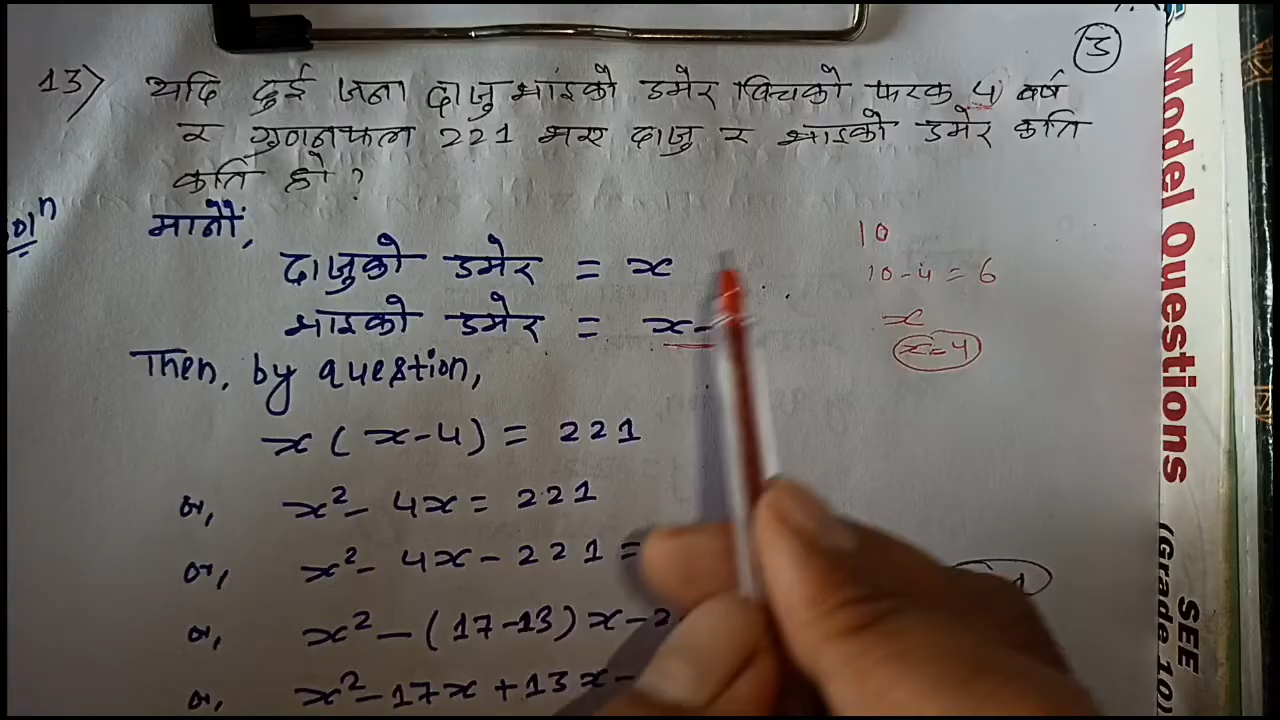 3
13) यदि दुई जना दाजु भाइको उमेर बिचको फरक 4 वर्ष
र गुणनफल 221 भए दाजु र भाइको उमेर कति
कति हो ?
Solⁿ
मानौं,
दाजुको उमेर = x
भाइको उमेर = x-
10
10-4 = 6
x
x-4
Then, by question,
x(x-4) = 221
or, x² - 4x = 221
or, x² - 4x - 221 =
or, x² - (17-13)x - 2
or, x² - 17x + 13x -
Model Questions
SEE
(Grade 10)